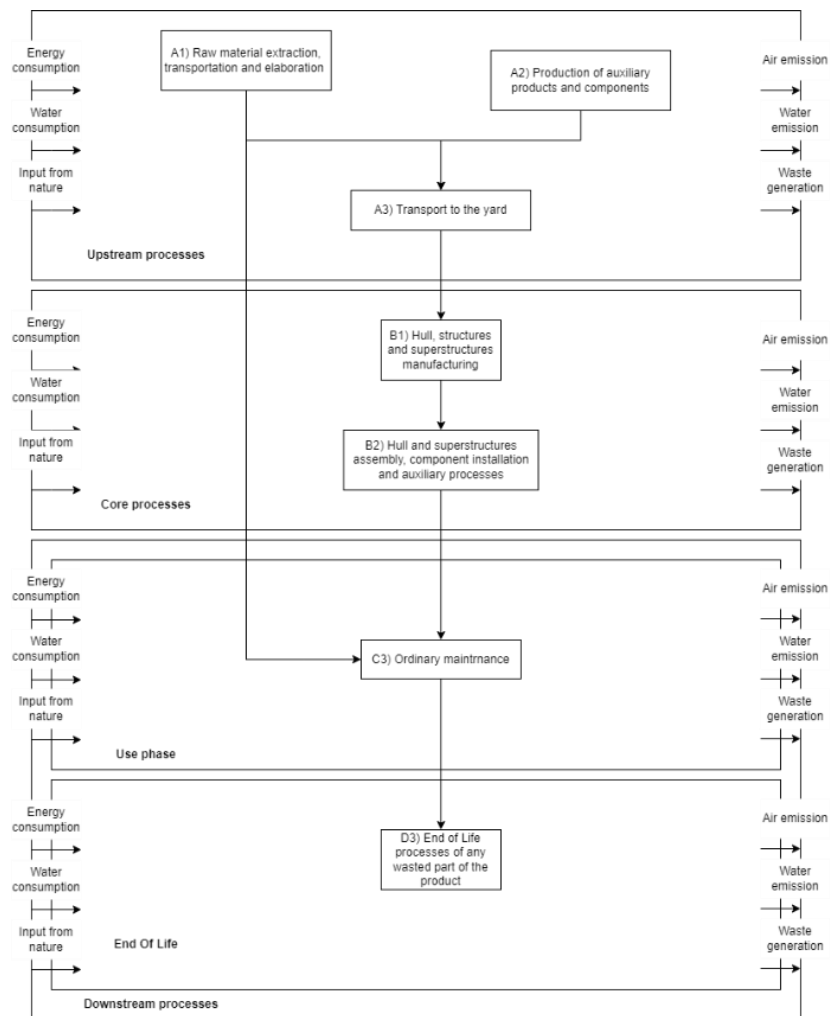 Energy
consumption
A1) Raw material extraction,
transportation and elaboration
A2) Production of auxiliary
products and components
Air emission
Water
consumption
Water
emission
Input from
nature
Waste
generation
A3) Transport to the yard
Upstream processes
Energy
consumption
B1) Hull, structures
and superstructures
manufacturing
Air emission
Water
consumption
Water
emission
Input from
nature
B2) Hull and superstructures
assembly, component installation
and auxiliary processes
Waste
generation
Core processes
Energy
consumption
Air emission
Water
consumption
C3) Ordinary maintrnance
Water
emission
Input from
nature
Waste
generation
Use phase
Energy
consumption
Air emission
D3) End of Life
processes of any
wasted part of the
product
Water
consumption
Water
emission
Input from
nature
Waste
generation
End Of Life
Downstream processes